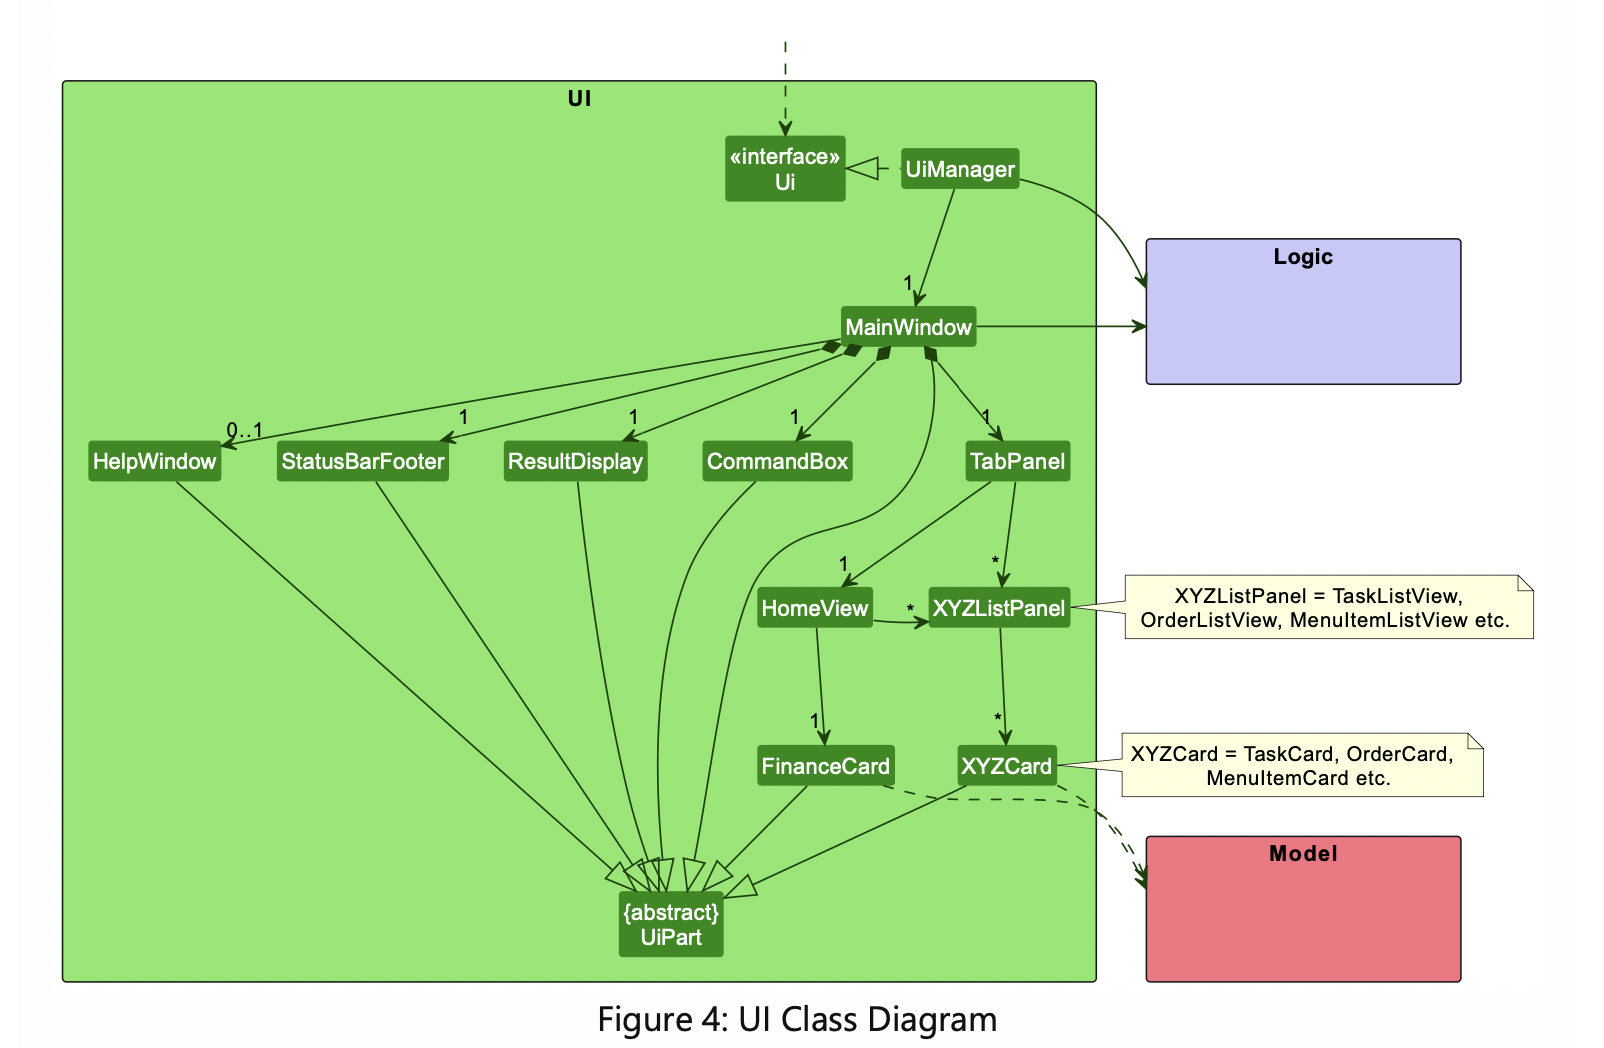 UI
«interface»
Ui
UiManager
Logic
1
MainWindow
0..1
1
1
1
1
HelpWindow
StatusBarFooter
ResultDisplay
CommandBox
TabPanel
1
*
HomeView
*
XYZListPanel
XYZListPanel = TaskListView,
OrderListView, MenuItemListView etc.
1
*
FinanceCard
XYZCard
XYZCard = TaskCard, OrderCard,
MenuItemCard etc.
Model
{abstract}
UiPart
Figure 4: UI Class Diagram